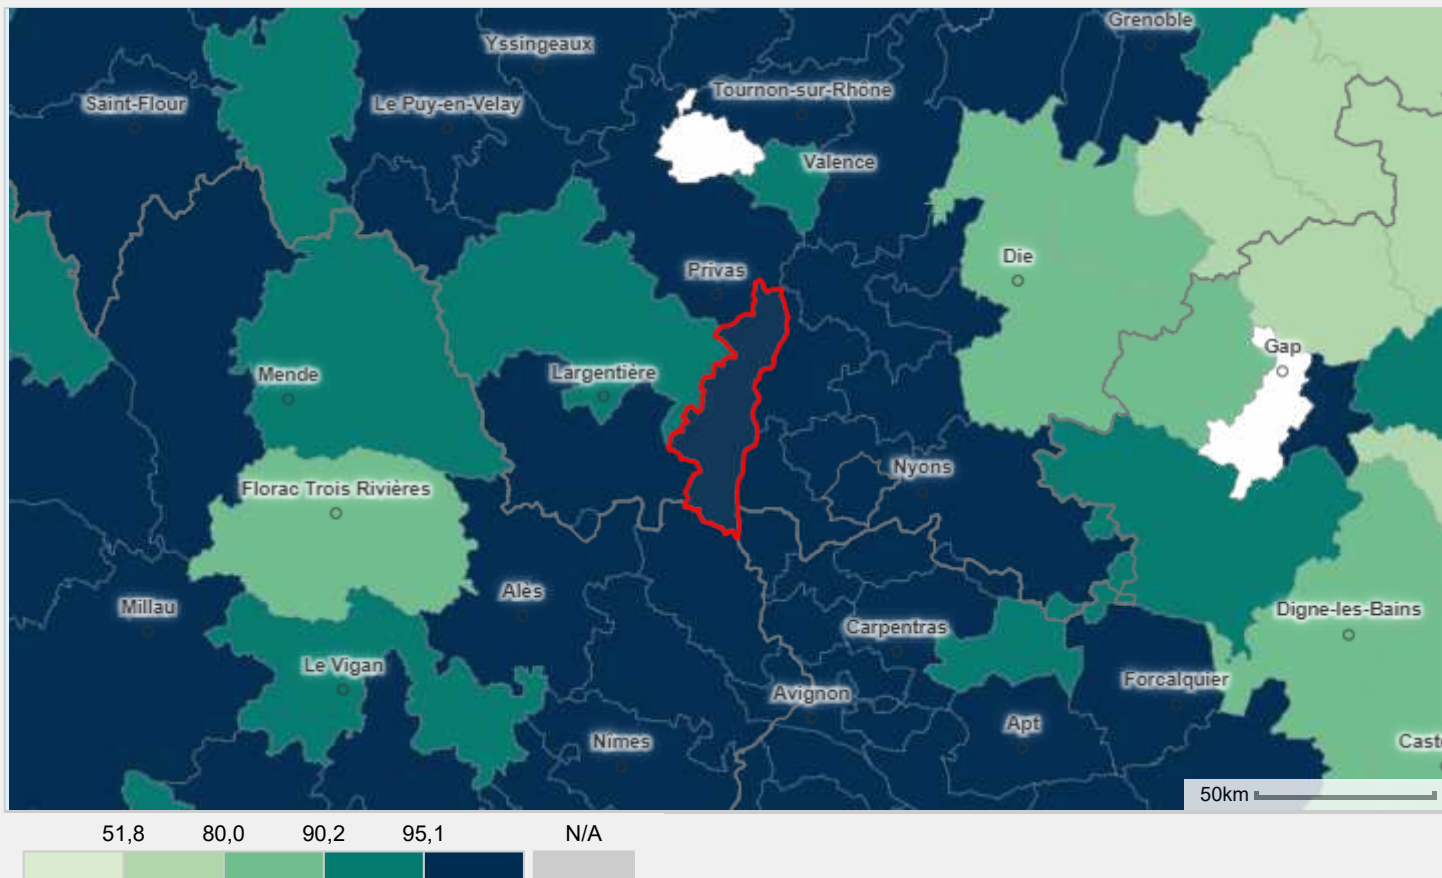 Grenoble
Yssingeaux
Tournon-sur-Rhône
Saint-Flour
Le Puy-en-Velay
Valence
Die
Privas
Gap
Mende
Largentière
Nyons
Florac Trois Rivières
Alès
Millau
Digne-les-Bains
Carpentras
Le Vigan
Forcalquier
Avignon
Apt
Nîmes
Cast
50km
51,8 80,0 90,2 95,1 N/A